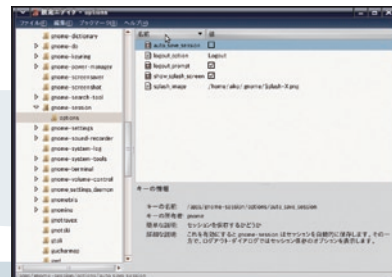 設定エディタ - options
ファイル(F) 編集(E) ブックマーク(B) ヘルプ(H)
gnome-dictionary
gnome-do
gnome-keyring
gnome-power-manager
gnome-screensaver
gnome-screenshot
gnome-search-tool
gnome-session
options
gnome-settings
gnome-sound-recorder
gnome-system-log
gnome-system-tools
gnome-terminal
gnome-volume-control
gnome_settings_daemon
gnometris
gnomine
gnotski
gtali
gucharmap
名前 値
auto_save_session
logout_option Logout
logout_prompt
show_splash_screen
splash_image
キーの情報
キーの名前: /apps/gnome-session/options/auto_save_session
キーの所有者: gnome
簡単な説明: セッションを保存するかどうか
詳細な説明: これを有効にすると gnome-session はセッションを自動的に保存します。その一方で、ログアウト・ダイアログではセッション保存のオプションを表示します。